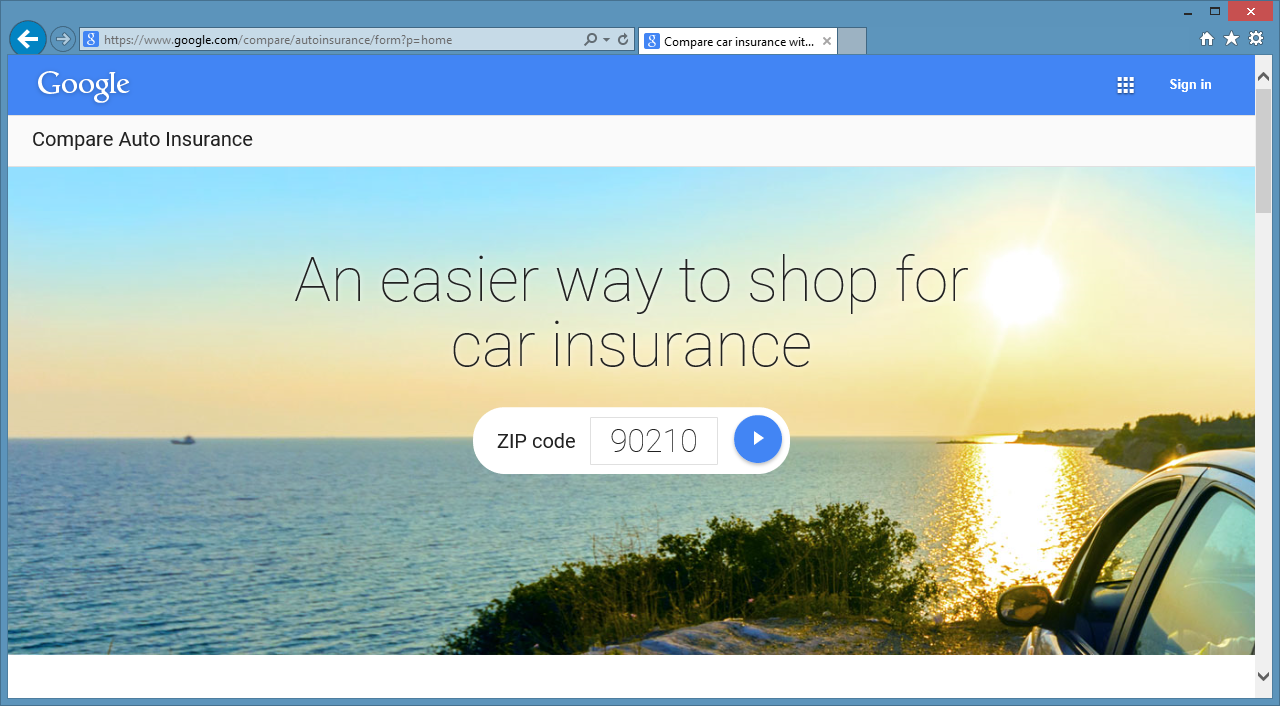 https://www.google.com/compare/autoinsurance/form?p=home
Compare car insurance wit...
Google
Sign in
Compare Auto Insurance
An easier way to shop for
car insurance
ZIP code 90210